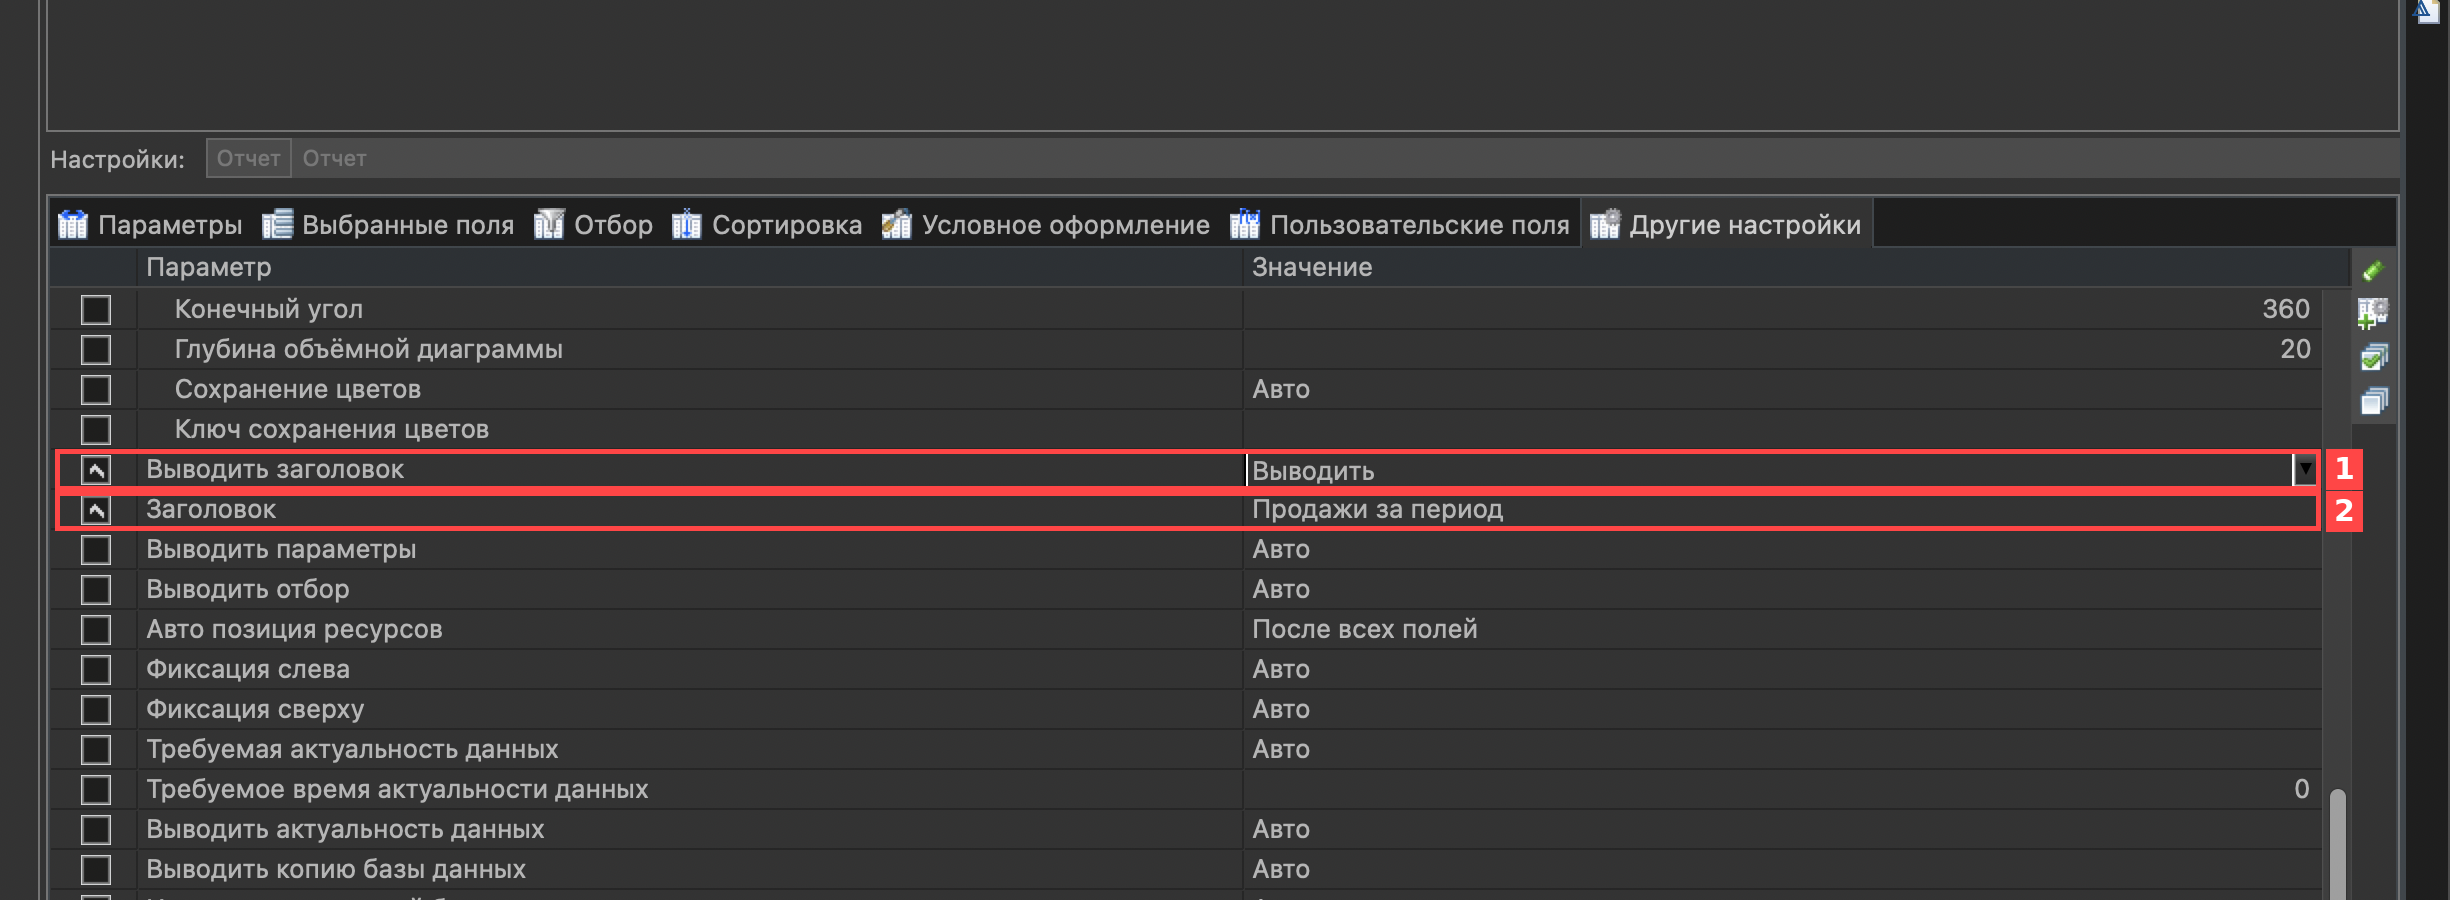 Настройки: Отчет Отчет
Параметры Выбранные поля Отбор Сортировка Условное оформление Пользовательские поля Другие настройки
Параметр Значение
Конечный угол 360
Глубина объёмной диаграммы 20
Сохранение цветов Авто
Ключ сохранения цветов
Выводить заголовок Выводить 1
Заголовок Продажи за период 2
Выводить параметры Авто
Выводить отбор Авто
Авто позиция ресурсов После всех полей
Фиксация слева Авто
Фиксация сверху Авто
Требуемая актуальность данных Авто
Требуемое время актуальности данных 0
Выводить актуальность данных Авто
Выводить копию базы данных Авто